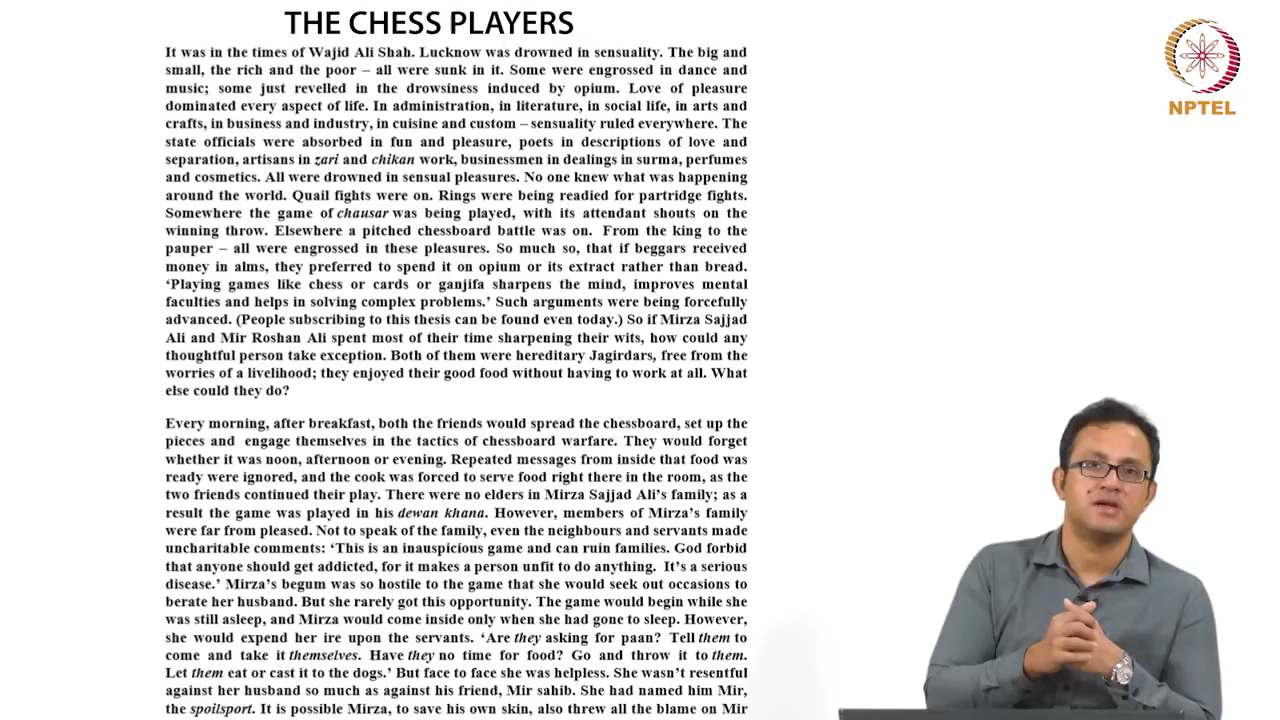 THE CHESS PLAYERS
It was in the times of Wajid Ali Shah. Lucknow was drowned in sensuality. The big and
small, the rich and the poor – all were sunk in it. Some were engrossed in dance and
music; some just revelled in the drowsiness induced by opium. Love of pleasure
dominated every aspect of life. In administration, in literature, in social life, in arts and
crafts, in business and industry, in cuisine and custom – sensuality ruled everywhere. The
state officials were absorbed in fun and pleasure, poets in descriptions of love and
separation, artisans in zari and chikan work, businessmen in dealings in surma, perfumes
and cosmetics. All were drowned in sensual pleasures. No one knew what was happening
around the world. Quail fights were on. Rings were being readied for partridge fights.
Somewhere the game of chausar was being played, with its attendant shouts on the
winning throw. Elsewhere a pitched chessboard battle was on. From the king to the
pauper – all were engrossed in these pleasures. So much so, that if beggars received
money in alms, they preferred to spend it on opium or its extract rather than bread.
‘Playing games like chess or cards or ganjifa sharpens the mind, improves mental
faculties and helps in solving complex problems.’ Such arguments were being forcefully
advanced. (People subscribing to this thesis can be found even today.) So if Mirza Sajjad
Ali and Mir Roshan Ali spent most of their time sharpening their wits, how could any
thoughtful person take exception. Both of them were hereditary Jagirdars, free from the
worries of a livelihood; they enjoyed their good food without having to work at all. What
else could they do?
Every morning, after breakfast, both the friends would spread the chessboard, set up the
pieces and engage themselves in the tactics of chessboard warfare. They would forget
whether it was noon, afternoon or evening. Repeated messages from inside that food was
ready were ignored, and the cook was forced to serve food right there in the room, as the
two friends continued their play. There were no elders in Mirza Sajjad Ali’s family; as a
result the game was played in his dewan khana. However, members of Mirza’s family
were far from pleased. Not to speak of the family, even the neighbours and servants made
uncharitable comments: ‘This is an inauspicious game and can ruin families. God forbid
that anyone should get addicted, for it makes a person unfit to do anything. It’s a serious
disease.’ Mirza’s begum was so hostile to the game that she would seek out occasions to
berate her husband. But she rarely got this opportunity. The game would begin while she
was still asleep, and Mirza would come inside only when she had gone to sleep. However,
she would expend her ire upon the servants. ‘Are they asking for paan? Tell them to
come and take it themselves. Have they no time for food? Go and throw it to them.
Let them eat or cast it to the dogs.’ But face to face she was helpless. She wasn’t resentful
against her husband so much as against his friend, Mir sahib. She had named him Mir,
the spoilsport. It is possible Mirza, to save his own skin, also threw all the blame on Mir
NPTEL